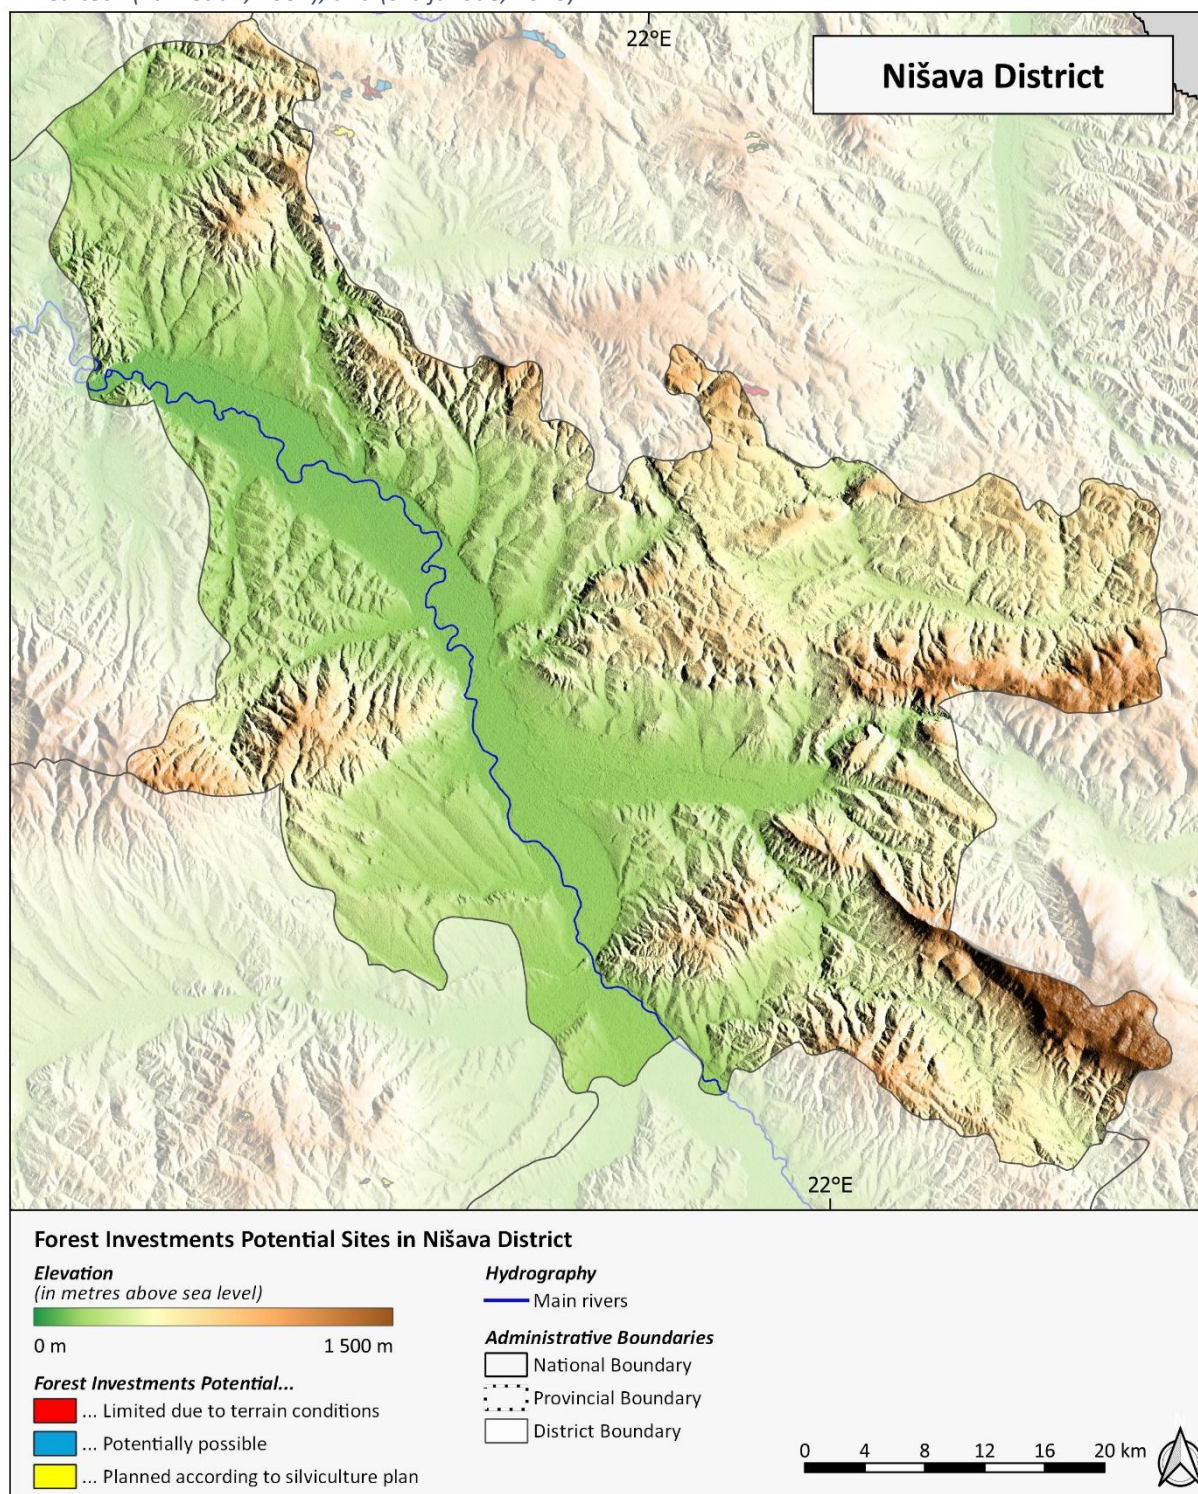 22°E
Nišava District
22°E
Forest Investments Potential Sites in Nišava District
Elevation
(in metres above sea level)
0 m
1 500 m
Forest Investments Potential...
... Limited due to terrain conditions
... Potentially possible
... Planned according to silviculture plan
Hydrography
Main rivers
Administrative Boundaries
National Boundary
Provincial Boundary
District Boundary
0 4 8 12 16 20 km